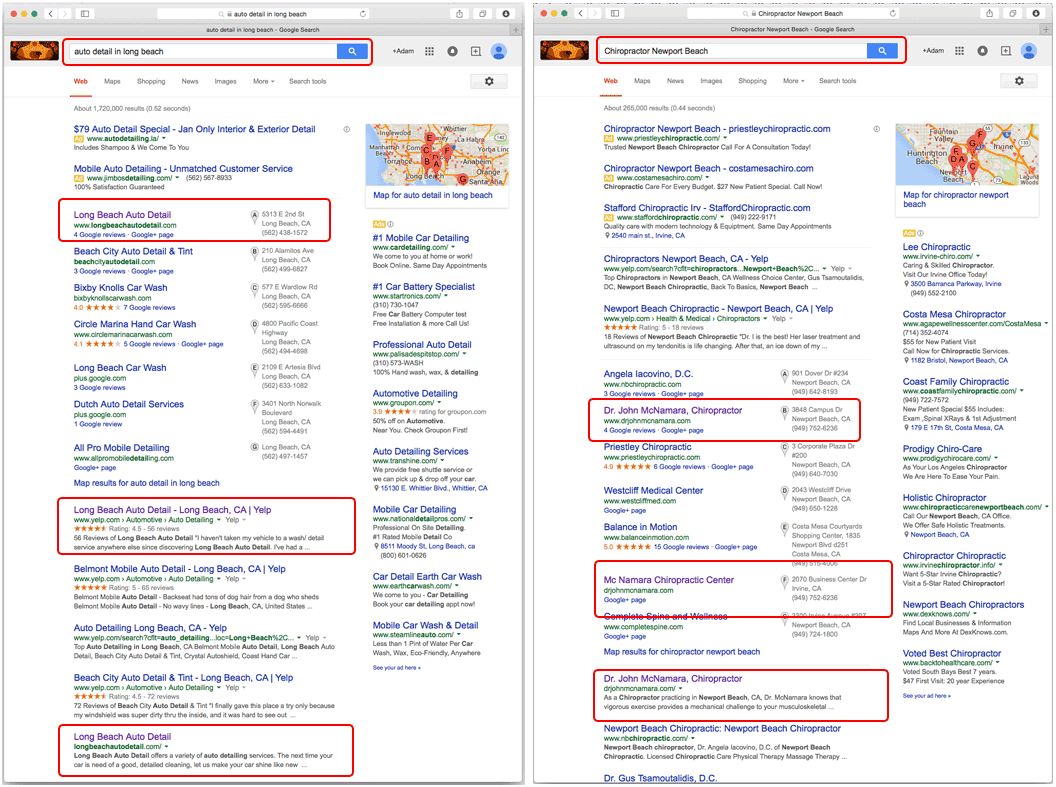 auto detail in long beach
auto detail in long beach - Google Search
auto detail in long beach
+Adam
Web Maps Shopping News Images More Search tools
About 1,720,000 results (0.52 seconds)
$79 Auto Detail Special - Jan Only Interior & Exterior Detail
Ad www.autodetailing.la/
Includes Shampoo & We Come To You
Mobile Auto Detailing - Unmatched Customer Service
Ad www.jimbosdetailing.com/ (562) 567-8933
100% Satisfaction Guaranteed
Long Beach Auto Detail
www.longbeachautodetail.com
4 Google reviews · Google+ page
A 5313 E 2nd St
Long Beach, CA
(562) 438-1572
Beach City Auto Detail & Tint
beachcityautodetail.com
3 Google reviews · Google+ page
B 210 Alamitos Ave
Long Beach, CA
(562) 499-6827
Bixby Knolls Car Wash
bixbyknollscarwash.com
4.0 7 Google reviews
C 577 E Wardlow Rd
Long Beach, CA
(562) 595-6666
Circle Marina Hand Car Wash
www.circlemarinacarwash.com
4.1 5 Google reviews · Google+ page
D 4800 Pacific Coast
Highway
Long Beach, CA
(562) 494-4698
Long Beach Car Wash
plus.google.com
3 Google reviews
E 2109 E Artesia Blvd
Long Beach, CA
(562) 633-1082
Dutch Auto Detail Services
plus.google.com
1 Google review
F 3401 North Norwalk
Boulevard
Long Beach, CA
(562) 594-4491
All Pro Mobile Detailing
www.allpromobiledetailing.com
Google+ page
G Long Beach, CA
(562) 497-1457
Map results for auto detail in long beach
Long Beach Auto Detail - Long Beach, CA | Yelp
www.yelp.com › Automotive › Auto Detailing Yelp
Rating: 4.5 - 56 reviews
56 Reviews of Long Beach Auto Detail "I haven't taken my vehicle to a wash/ detail
service anywhere else since discovering Long Beach Auto Detail. I've had a ...
Belmont Mobile Auto Detail - Long Beach, CA | Yelp
www.yelp.com › Automotive › Auto Detailing Yelp
Rating: 5 - 65 reviews
Belmont Mobile Auto Detail - Backseat had tons of dog hair from a dog who sheds
Belmont Mobile Auto Detail - No wavy lines - Long Beach, CA, United States ...
Auto Detailing Long Beach, CA - Yelp
www.yelp.com/search?cflt=auto_detailing...loc=Long+Beach%2C... Yelp
Top Auto Detailing in Long Beach, CA Belmont Mobile Auto Detail, Long Beach Auto
Detail, Beach City Auto Detail & Tint, Crystal Autoshield, Coast Hand Car ...
Beach City Auto Detail & Tint - Long Beach, CA | Yelp
www.yelp.com › Automotive › Auto Detailing Yelp
Rating: 4.5 - 72 reviews
72 Reviews of Beach City Auto Detail & Tint "I finally gave this place a try only because
my windshield was super dirty thru the inside, and it was hard to see out ...
Long Beach Auto Detail
longbeachautodetail.com/
Long Beach Auto Detail offers a variety of auto detailing services. The next time your
car is need of a good, detailed cleaning, let us make your car shine like new ...
Map for auto detail in long beach
Ads
#1 Mobile Car Detailing
www.cardetailing.com/
We come to you at home or work!
Book Online. Same Day Appointments
#1 Car Battery Specialist
www.startronics.com/
(310) 730-1047
Free Car Battery Computer test
Free Installation & more Call Us!
Professional Auto Detail
www.palisadespitstop.com/
(310) 573-WASH
100% Hand wash, wax, & detailing
Automotive Detailing
www.groupon.com/
3.9 rating for groupon.com
50% off on Automotive.
Near You. Check Groupon First!
Auto Detailing Services
www.transhine.com/
We provide free shuttle service or
we can pick up & drop off your car.
15130 E. Whittier Blvd., Whittier, CA
Mobile Car Detailing
www.nationaldetailpros.com/
Professional On Site Detailing.
#1 Rated Mobile Detail Co
8511 Moody St, Long Beach, ca
(800) 601-0626
Car Detail Earth Car Wash
www.earthcarwash.com/
We Come to you - Car Detailing
Book your car detailing appt now!
Mobile Car Wash & Detail
www.steamlineauto.com/
Less than 1 Pint of Water Per Car
Wash, Wax, Eco-Friendly, Anywhere
See your ad here »
Chiropractor Newport Beach
Chiropractor Newport Beach - Google Search
Chiropractor Newport Beach
+Adam
Web Maps News Images Shopping More Search tools
About 265,000 results (0.44 seconds)
Chiropractor Newport Beach - priestleychiropractic.com
Ad www.priestleychiropractic.com/
Trusted Newport Beach Chiropractor Call For A Consultation Today!
Chiropractor Newport Beach - costamesachiro.com
Ad www.costamesachiro.com/
Chiropractic Care For Every Budget. $27 New Patient Special. Call Now!
Stafford Chiropractic Irv - StaffordChiropractic.com
Ad www.staffordchiropractic.com/ (949) 222-9171
Quality care with modern technology & Equiptment. Same Day Appointments.
2540 main st., Irvine, CA
Chiropractors Newport Beach, CA - Yelp
www.yelp.com/search?cflt=chiropractors...Newport+Beach%2C... Yelp
Top Chiropractors in Newport Beach, CA Wellness Choice Center, Gus Tsamoutalidis,
DC, Newport Beach Chiropractic, Back To Basics, Newport Beach ...
Newport Beach Chiropractic - Newport Beach, CA | Yelp
www.yelp.com › Health & Medical › Chiropractors Yelp
Rating: 5 - 18 reviews
18 Reviews of Newport Beach Chiropractic "Dr. I is the best! Her laser treatment and
ultrasound on my tendonitis is life changing. After that, an ice down of my ...
Angela Iacovino, D.C.
www.nbchiropractic.com
3 Google reviews · Google+ page
A 901 Dover Dr #234
Newport Beach, CA
(949) 642-8193
Dr. John McNamara, Chiropractor
www.drjohnmcnamara.com
4 Google reviews · Google+ page
B 3848 Campus Dr
Newport Beach, CA
(949) 752-6236
Priestley Chiropractic
www.priestleychiropractic.com
4.9 6 Google reviews · Google+ page
C 3 Corporate Plaza Dr
#200
Newport Beach, CA
(949) 640-7030
Westcliff Medical Center
www.westcliffmed.com
Google+ page
D 2043 Westcliff Drive
Newport Beach, CA
(949) 650-1228
Balance in Motion
www.balanceinmotion.com
5.0 15 Google reviews · Google+ page
E Costa Mesa Courtyards
Shopping Center, 1835
Newport Blvd d251
Costa Mesa, CA
(949) 515-4006
Mc Namara Chiropractic Center
drjohnmcnamara.com
Google+ page
F 2070 Business Center Dr
Irvine, CA
(949) 752-6236
Complete Spine and Wellness
www.completespine.com
Google+ page
Newport Beach, CA
(949) 724-1800
Map results for chiropractor newport beach
Dr. John McNamara, Chiropractor
drjohnmcnamara.com/
As a Chiropractor practicing in Newport Beach, CA, Dr. McNamara knows that
vigorous exercise provides a mechanical challenge to your musculoskeletal ...
Newport Beach Chiropractic: Newport Beach Chiropractor
www.nbchiropractic.com/
Newport Beach chiropractor, Dr. Angela Iacovino, D.C. of Newport Beach
Chiropractic. Licensed Chiropractic Care Physical Therapy Massage Therapy ...
Dr. Gus Tsamoutalidis, D.C.
Map for chiropractor newport
beach
Ads
Lee Chiropractic
www.irvine-chiro.com/
Caring & Skilled Chiropractor.
Visit Our Irvine Office Today!
3500 Barranca Parkway, Irvine
(949) 552-2100
Costa Mesa Chiropractor
www.agapewellnesscenter.com/CostaMesa
(714) 352-4074
$55 for New Patient Visit
Call Now for Chiropractic Services.
1182 Bristol, Newport Beach, CA
Coast Family Chiropractic
www.coastfamilychiropractic.com/
(949) 722-7572
New Patient Special $55 Includes:
Exam ,Spinal XRays & 1st Adjustment
179 E 17th St, Costa Mesa, CA
Prodigy Chiro-Care
www.prodigychirocare.com/
As Your Los Angeles Chiropractor
We Are Here To Ease Your Pain.
Holistic Chiropractor
www.chiropracticcarenewportbeach.com/
Call Our Newport Beach, CA Office.
We Offer Safe Holistic Treatments.
Newport Beach, CA
Chiropractor Chiropractic
www.irvinechiropractor.info/
Want 5-Star Irvine Chiropractic?
Visit a 5-Star Rated Chiropractor!
Newport Beach Chiropractors
www.dexknows.com/
Find Local Businesses & Information
Maps And More At DexKnows.com.
Voted Best Chiropractor
www.backtohealthcare.com/
Voted South Bays Best 7 years.
$47 First Visit: 20 year Experience
See your ad here »